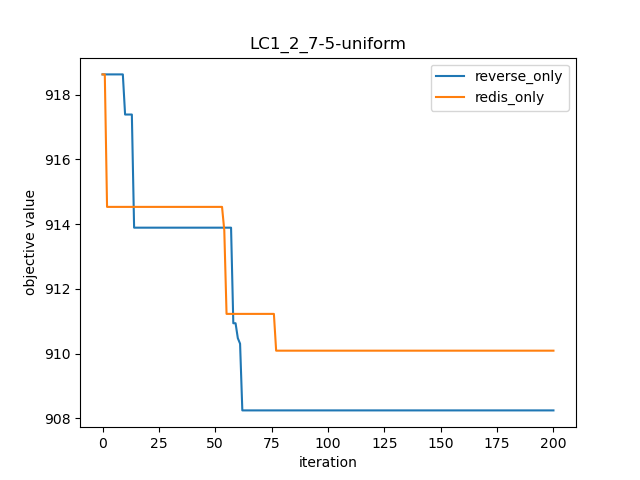 LC1_2_7-5-uniform
reverse_only
redis_only
objective value
918
916
914
912
910
908
0 25 50 75 100 125 150 175 200
iteration